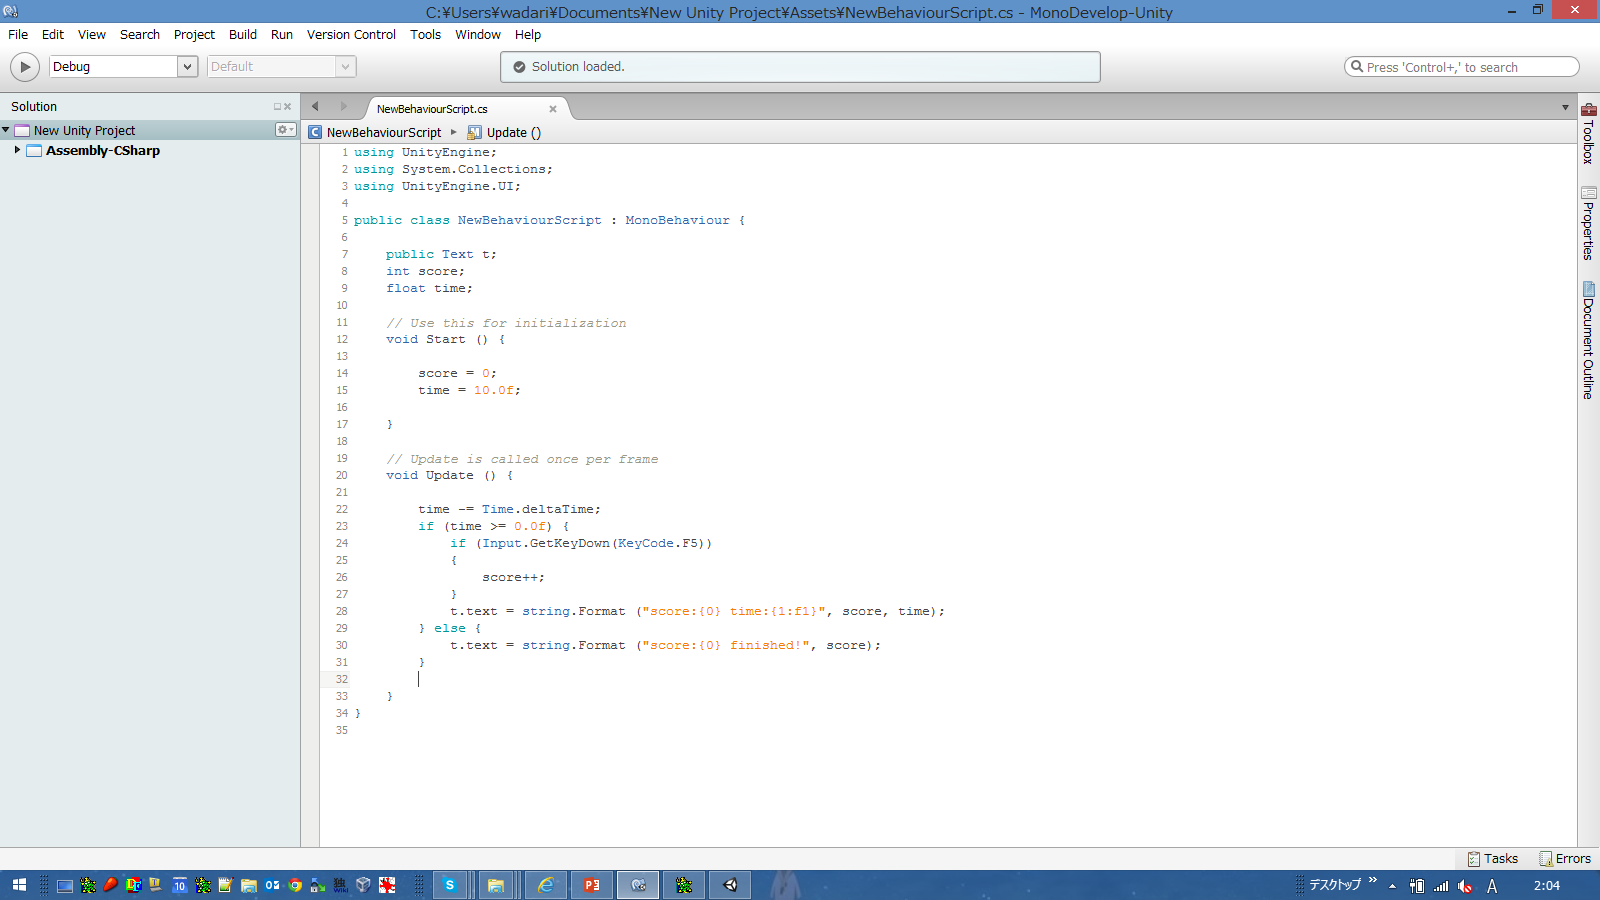 C:¥Users¥wadari¥Documents¥New Unity Project¥Assets¥NewBehaviourScript.cs - MonoDevelop-Unity
File Edit View Search Project Build Run Version Control Tools Window Help
Debug Default Solution loaded. Press 'Control+,' to search
Solution
New Unity Project
Assembly-CSharp
NewBehaviourScript.cs
NewBehaviourScript Update ()
1 using UnityEngine;
2 using System.Collections;
3 using UnityEngine.UI;
4
5 public class NewBehaviourScript : MonoBehaviour {
6
7 public Text t;
8 int score;
9 float time;
10
11 // Use this for initialization
12 void Start () {
13
14 score = 0;
15 time = 10.0f;
16
17 }
18
19 // Update is called once per frame
20 void Update () {
21
22 time -= Time.deltaTime;
23 if (time >= 0.0f) {
24 if (Input.GetKeyDown(KeyCode.F5))
25 {
26 score++;
27 }
28 t.text = string.Format ("score:{0} time:{1:f1}", score, time);
29 } else {
30 t.text = string.Format ("score:{0} finished!", score);
31 }
32
33 }
34 }
35
Toolbox
Properties
Document Outline
Tasks Errors
デスクトップ A 2:04